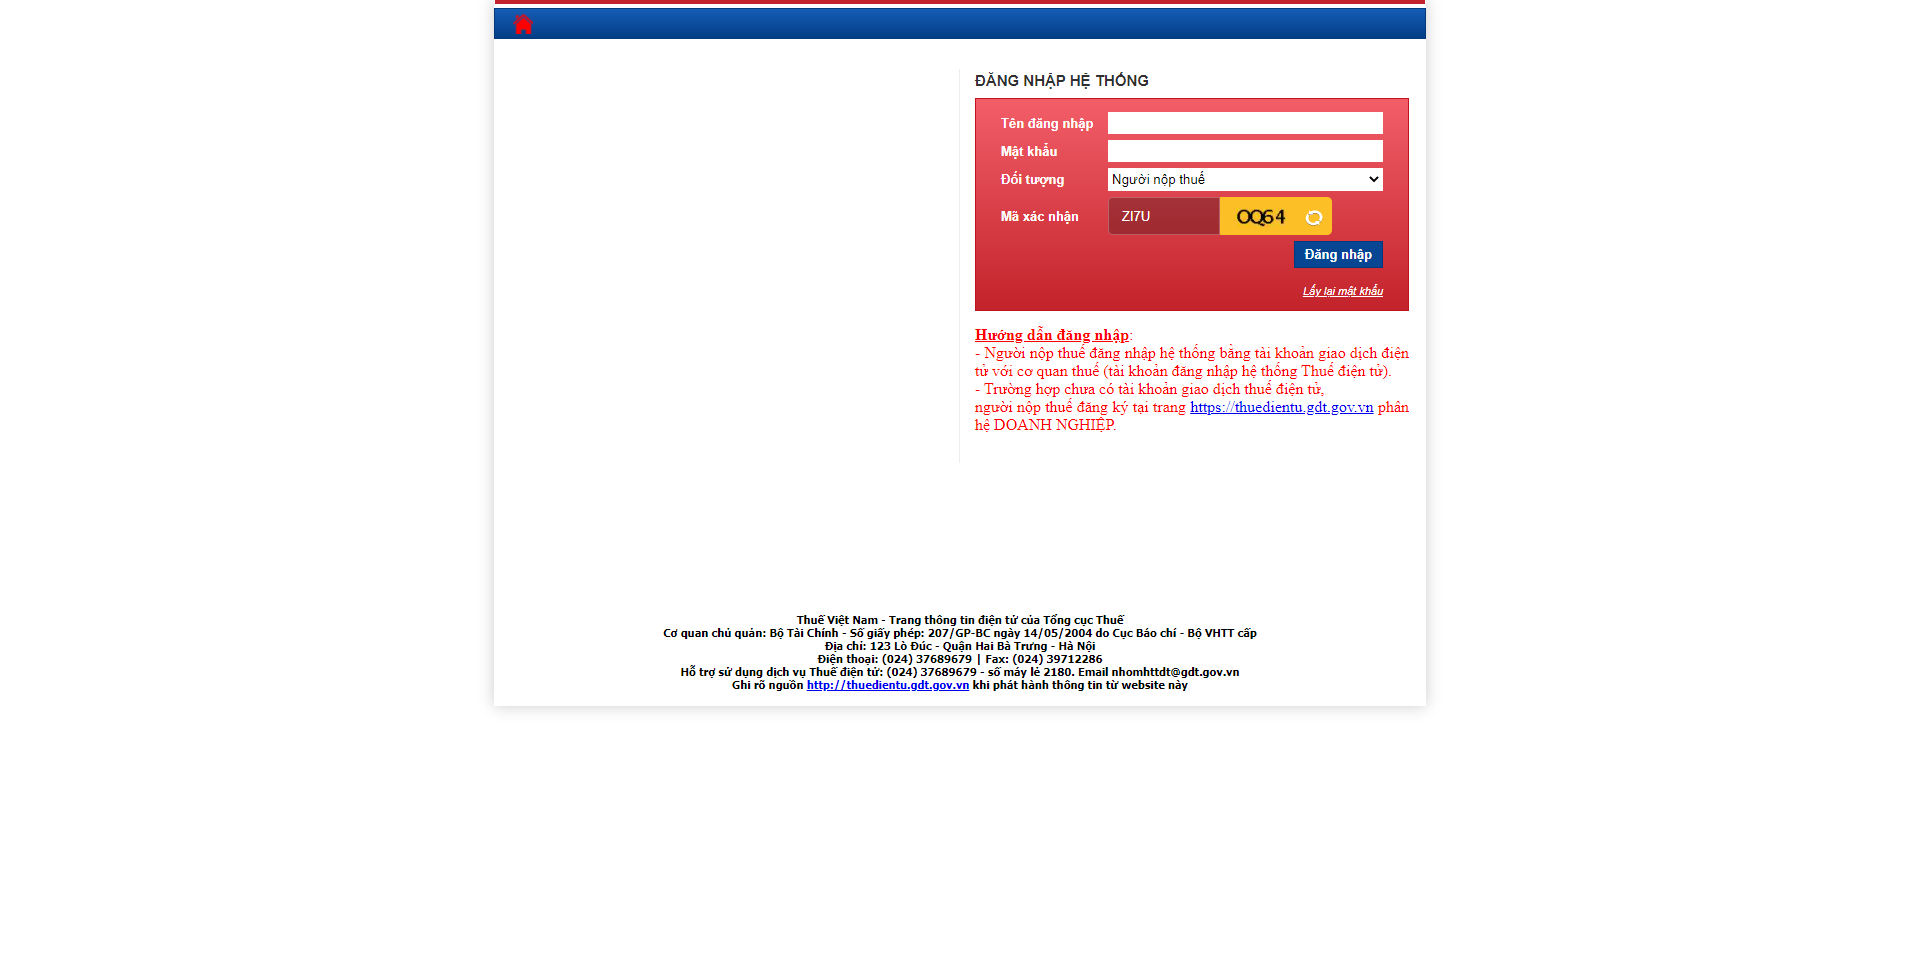 ĐĂNG NHẬP HỆ THỐNG
Tên đăng nhập
Mật khẩu
Đối tượng Người nộp thuế
Mã xác nhận ZI7U OQ64
Đăng nhập
Lấy lại mật khẩu
Hướng dẫn đăng nhập:
- Người nộp thuế đăng nhập hệ thống bằng tài khoản giao dịch điện
tử với cơ quan thuế (tài khoản đăng nhập hệ thống Thuế điện tử).
- Trường hợp chưa có tài khoản giao dịch thuế điện tử,
người nộp thuế đăng ký tại trang https://thuedientu.gdt.gov.vn phân
hệ DOANH NGHIỆP.
Thuế Việt Nam - Trang thông tin điện tử của Tổng cục Thuế
Cơ quan chủ quản: Bộ Tài Chính - Số giấy phép: 207/GP-BC ngày 14/05/2004 do Cục Báo chí - Bộ VHTT cấp
Địa chỉ: 123 Lò Đúc - Quận Hai Bà Trưng - Hà Nội
Điện thoại: (024) 37689679 | Fax: (024) 39712286
Hỗ trợ sử dụng dịch vụ Thuế điện tử: (024) 37689679 - số máy lẻ 2180. Email nhomhttdt@gdt.gov.vn
Ghi rõ nguồn http://thuedientu.gdt.gov.vn khi phát hành thông tin từ website này